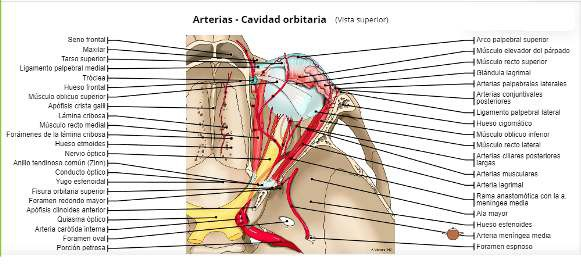 Arterias - Cavidad orbitaria (Vista superior)
Seno frontal
Maxilar
Tarso superior
Ligamento palpebral medial
Tróclea
Hueso frontal
Músculo oblicuo superior
Apófisis crista galli
Lámina cribosa
Músculo recto medial
Foráinenes de la lámina cribosa
Hueso etmoides
Nervio óptico
Anillo tendinoso común (Zinn)
Conducto óptico
Yugo esfenoidal
Fisura orbitaria superior
Foramen redondo mayor
Apófisis clinoides anterior
Quiasma óptico
Arteria carótida interna
Foramen oval
Porción petrosa
Arco palpebral superior
Músculo elevador del párpado
Músculo recto superior
Glándula lagrimal
Arterias palpebrales laterales
Arterias conjuntivales
posteriores
Ligamento palpebral lateral
Hueso cigomático
Músculo oblicuo inferior
Músculo recto lateral
Arterias ciliares posteriores
largas
Arterias musculares
Arteria lagrimal
Rama anastomótica con la a.
meníngea media
Ala mayor
Hueso esfenoides
Arteria meníngea media
Foramen espinoso